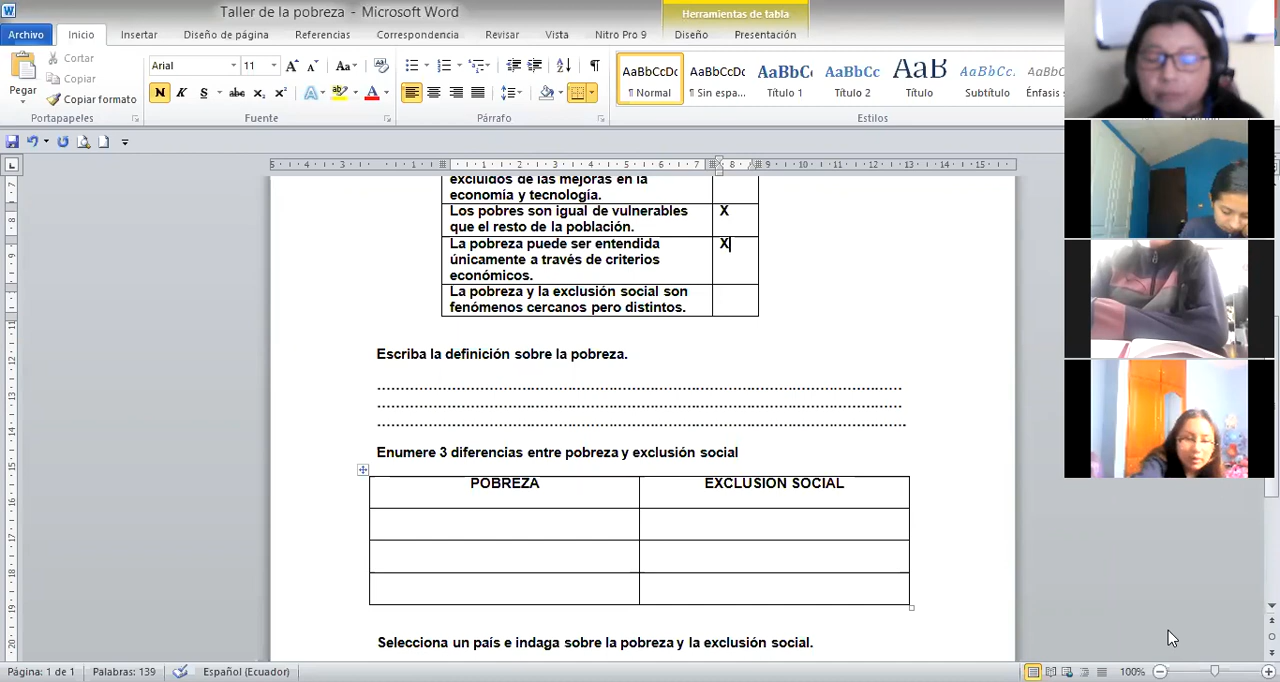 Taller de la pobreza - Microsoft Word
Herramientas de tabla
Archivo Inicio Insertar Diseño de página Referencias Correspondencia Revisar Vista Nitro Pro 9 Diseño Presentación
Cortar
Copiar
Copiar formato
Pegar
Portapapeles
Arial 11
Fuente
Párrafo
AaBbCcDc AaBbCcDc AaBbC AaBbCc AaB AaBbCc. AaBbCc
¶ Normal ¶ Sin espa... Título 1 Título 2 Título Subtítulo Énfasis
Estilos
excluidos de las mejoras en la
economía y tecnología.
Los pobres son igual de vulnerables X
que el resto de la población.
La pobreza puede ser entendida X
únicamente a través de criterios
económicos.
La pobreza y la exclusión social son
fenómenos cercanos pero distintos.
Escriba la definición sobre la pobreza.
Enumere 3 diferencias entre pobreza y exclusión social
POBREZA EXCLUSION SOCIAL
Selecciona un país e indaga sobre la pobreza y la exclusión social.
Página: 1 de 1 Palabras: 139 Español (Ecuador) 100%